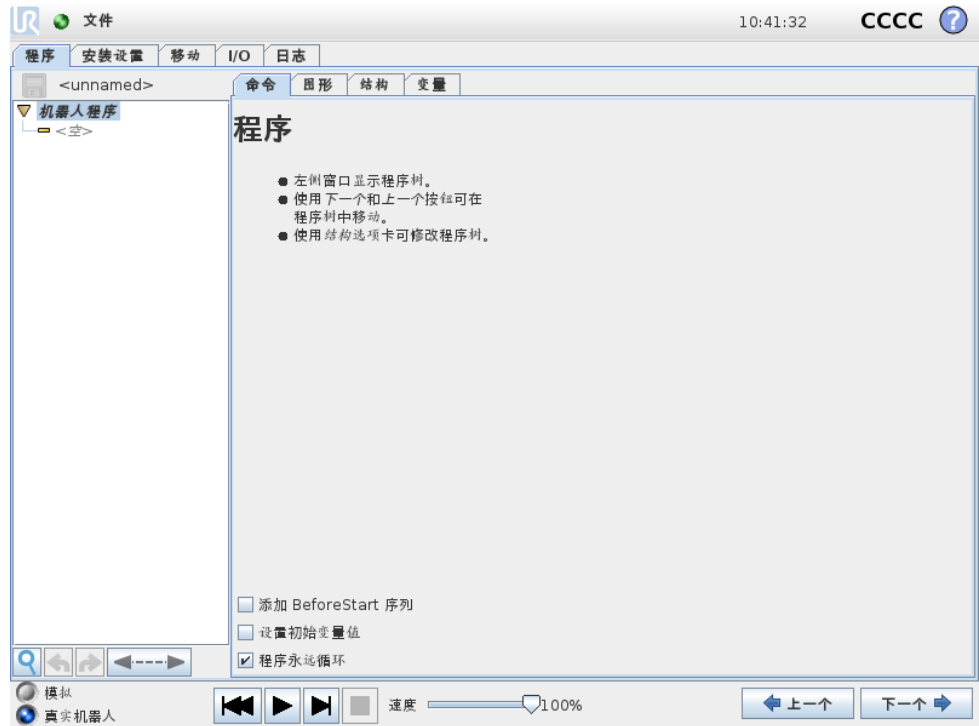 UR 文件 10:41:32 CCCC ?
程序 安装设置 移动 I/O 日志
<unnamed> 命令 图形 结构 变量
机器人程序
<空>
程序
左侧窗口显示程序树。
使用下一个和上一个按钮可在
程序树中移动。
使用结构选项卡可修改程序树。
添加 BeforeStart 序列
设置初始变量值
程序永远循环
模拟
真实机器人
速度 100% 上一个 下一个